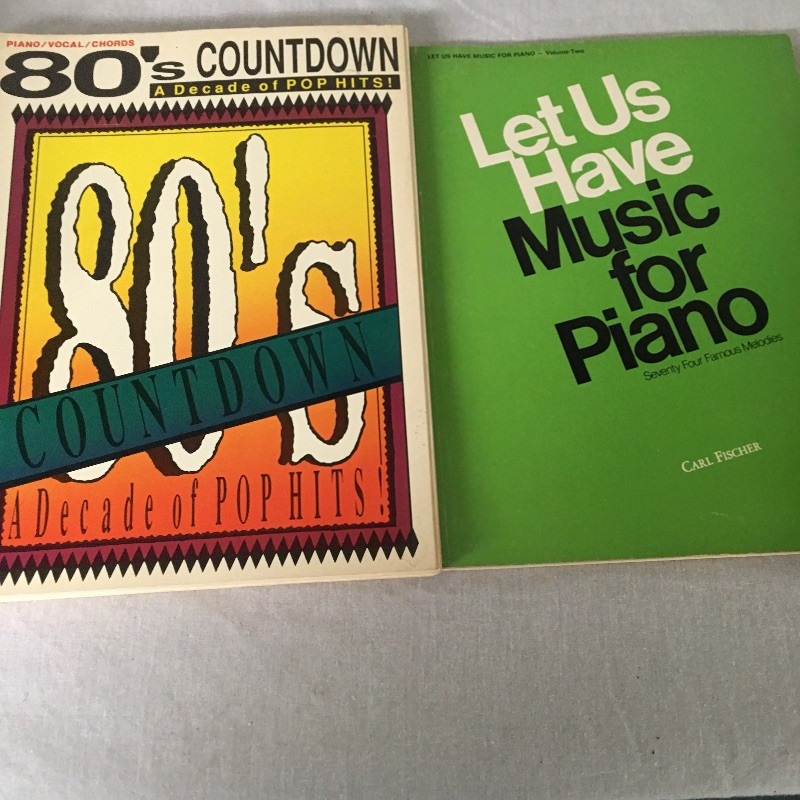 PIANO/VOCAL/CHORDS
80's COUNTDOWN
A Decade of POP HITS!
80's
COUNTDOWN
A Decade of POP HITS!
LET US HAVE MUSIC FOR PIANO — Volume Two
Let Us
Have
Music
for
Piano
Seventy Four Famous Melodies
CARL FISCHER